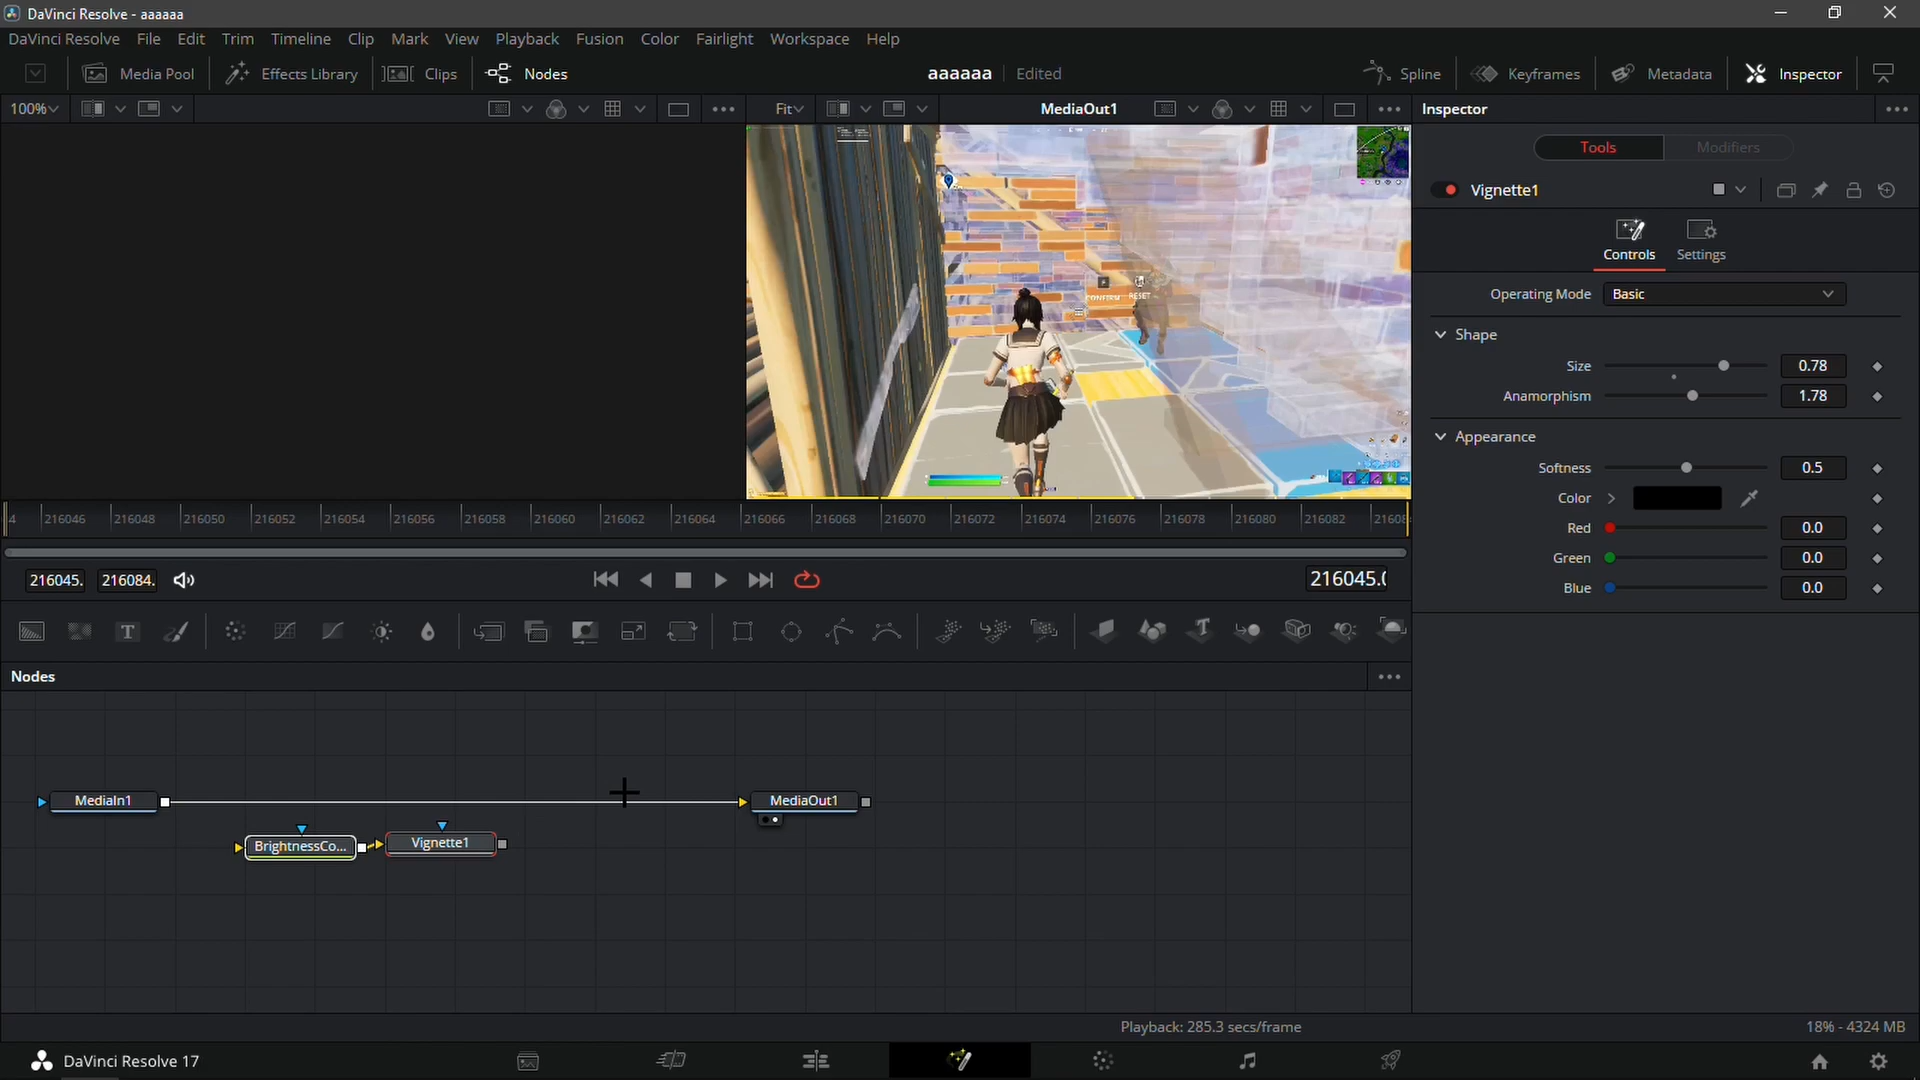 DaVinci Resolve - aaaaaa
DaVinci Resolve File Edit Trim Timeline Clip Mark View Playback Fusion Color Fairlight Workspace Help
Media Pool Effects Library Clips Nodes aaaaaa Edited Spline Keyframes Metadata Inspector
100% Fit MediaOut1 Inspector
Tools Modifiers
Vignette1
Controls Settings
Operating Mode Basic
CONFIRM RESET
Shape
Size 0.78
Anamorphism 1.78
Appearance
Softness 0.5
Color
Red 0.0
Green 0.0
Blue 0.0
4 216046 216048 216050 216052 216054 216056 216058 216060 216062 216064 216066 216068 216070 216072 216074 216076 216078 216080 216082 21608
216045. 216084. 216045.0
T
T
Nodes
MediaIn1 MediaOut1
BrightnessCo... Vignette1
Playback: 285.3 secs/frame 18% - 4324 MB
DaVinci Resolve 17